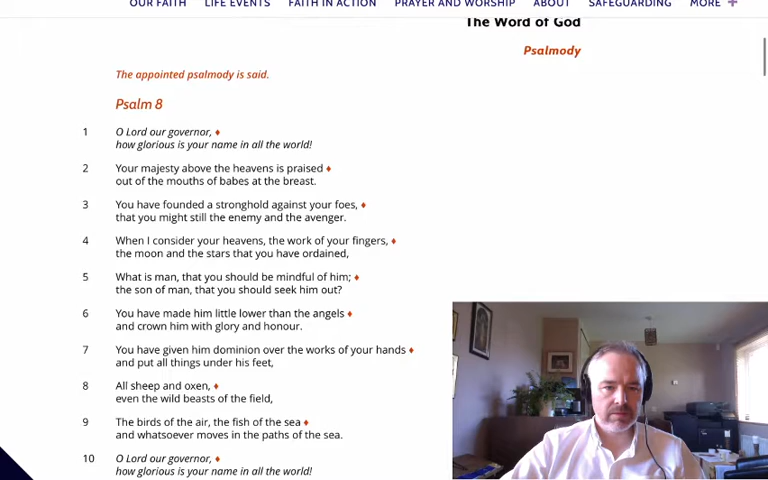 OUR FAITH LIFE EVENTS FAITH IN ACTION PRAYER AND WORSHIP ABOUT SAFEGUARDING MORE +
The Word of God
Psalmody
The appointed psalmody is said.
Psalm 8
1 O Lord our governor, ♦
how glorious is your name in all the world!
2 Your majesty above the heavens is praised ♦
out of the mouths of babes at the breast.
3 You have founded a stronghold against your foes, ♦
that you might still the enemy and the avenger.
4 When I consider your heavens, the work of your fingers, ♦
the moon and the stars that you have ordained,
5 What is man, that you should be mindful of him; ♦
the son of man, that you should seek him out?
6 You have made him little lower than the angels ♦
and crown him with glory and honour.
7 You have given him dominion over the works of your hands ♦
and put all things under his feet,
8 All sheep and oxen, ♦
even the wild beasts of the field,
9 The birds of the air, the fish of the sea ♦
and whatsoever moves in the paths of the sea.
10 O Lord our governor, ♦
how glorious is your name in all the world!